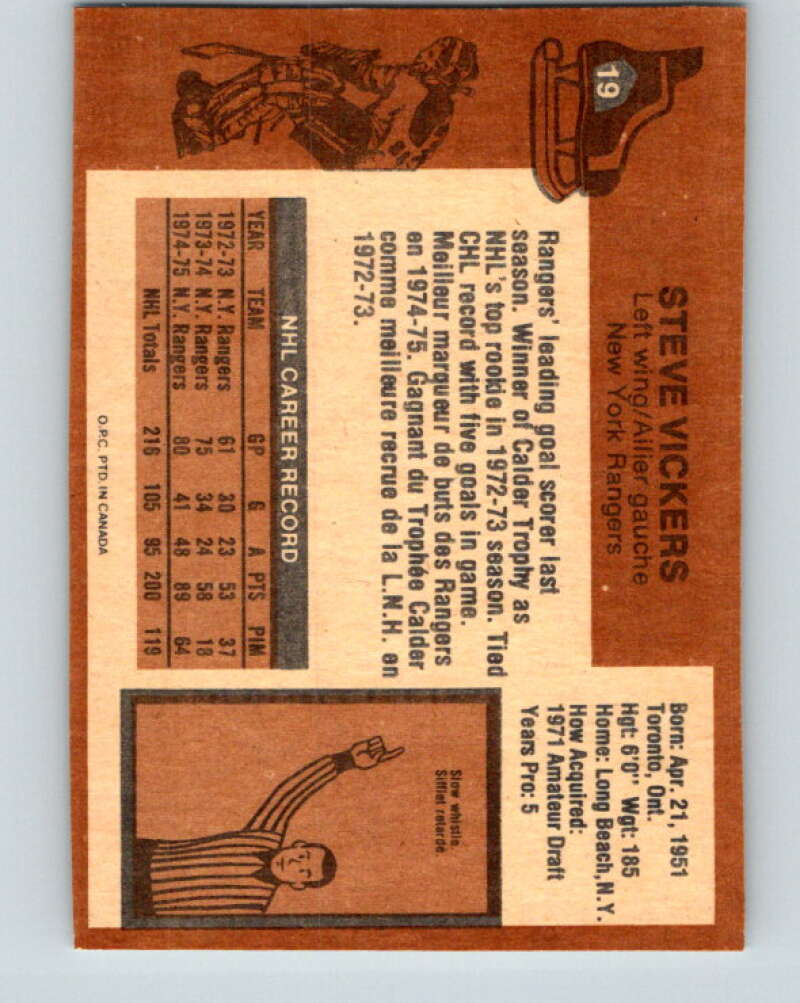 19
STEVE VICKERS
Left wing/Ailier gauche
New York Rangers
Born: Apr. 21, 1951
Toronto, Ont.
Hgt: 6'0" Wgt: 185
Home: Long Beach, N.Y.
How Acquired:
1971 Amateur Draft
Years Pro: 5
Rangers' leading goal scorer last
season. Winner of Calder Trophy as
NHL's top rookie in 1972-73 season. Tied
CHL record with five goals in game.
Meilleur marqueur de buts des Rangers
en 1974-75. Gagnant du Trophée Calder
comme meilleure recrue de la L.N.H. en
1972-73.
NHL CAREER RECORD
YEAR TEAM GP G A PTS PIM
1972-73 N.Y. Rangers 61 30 23 53 37
1973-74 N.Y. Rangers 75 34 24 58 18
1974-75 N.Y. Rangers 80 41 48 89 64
NHL Totals 216 105 95 200 119
Slow whistle
Sifflet retarde
O.P.C. PTD. IN CANADA